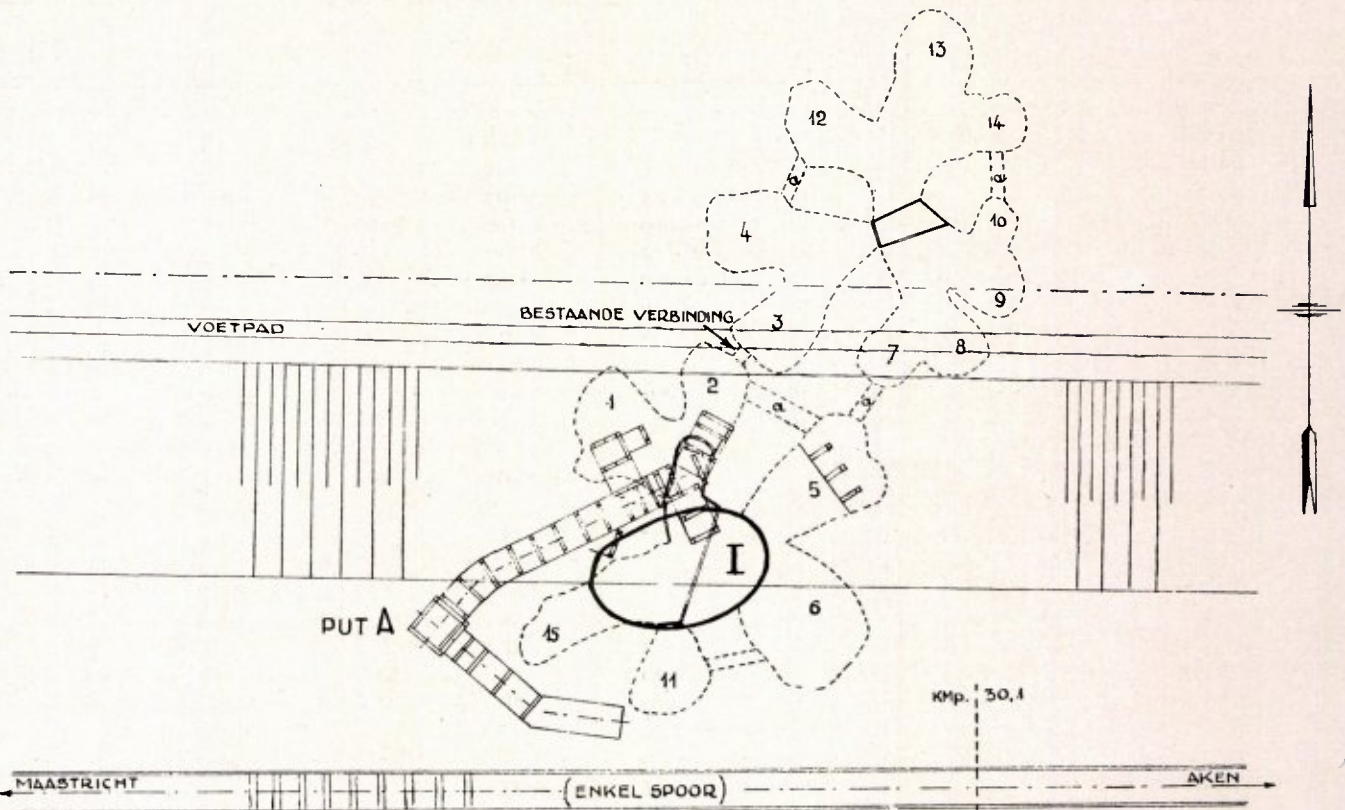 13
12
14
a
a
4
10
9
BESTAANDE VERBINDING
3
VOETPAD
7
8
2
1
a
a
5
I
6
PUT A
15
11
KMp. 30,1
MAASTRICHT
(ENKEL SPOOR)
AKEN